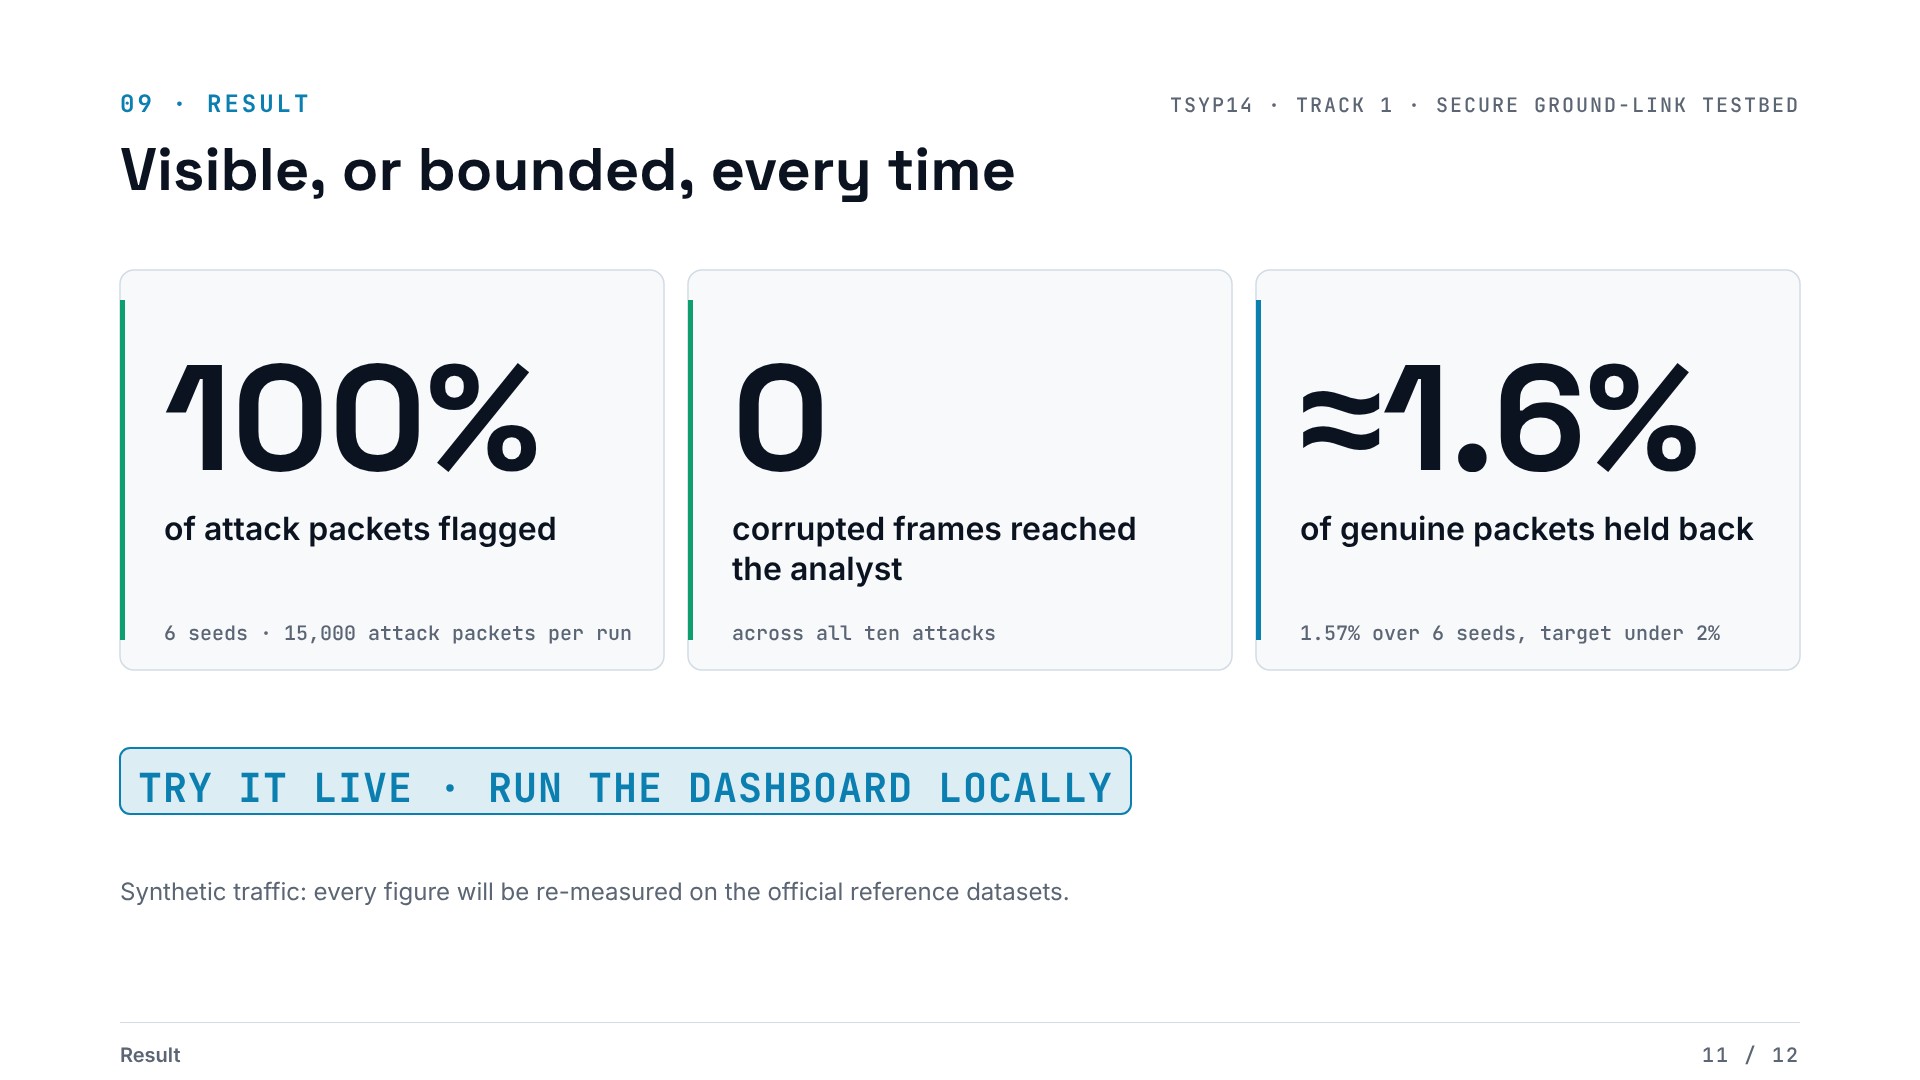 09 · RESULT
TSYP14 · TRACK 1 · SECURE GROUND-LINK TESTBED
Visible, or bounded, every time
100%
of attack packets flagged
6 seeds · 15,000 attack packets per run
0
corrupted frames reached
the analyst
across all ten attacks
≈1.6%
of genuine packets held back
1.57% over 6 seeds, target under 2%
TRY IT LIVE · RUN THE DASHBOARD LOCALLY
Synthetic traffic: every figure will be re-measured on the official reference datasets.
Result
11 / 12